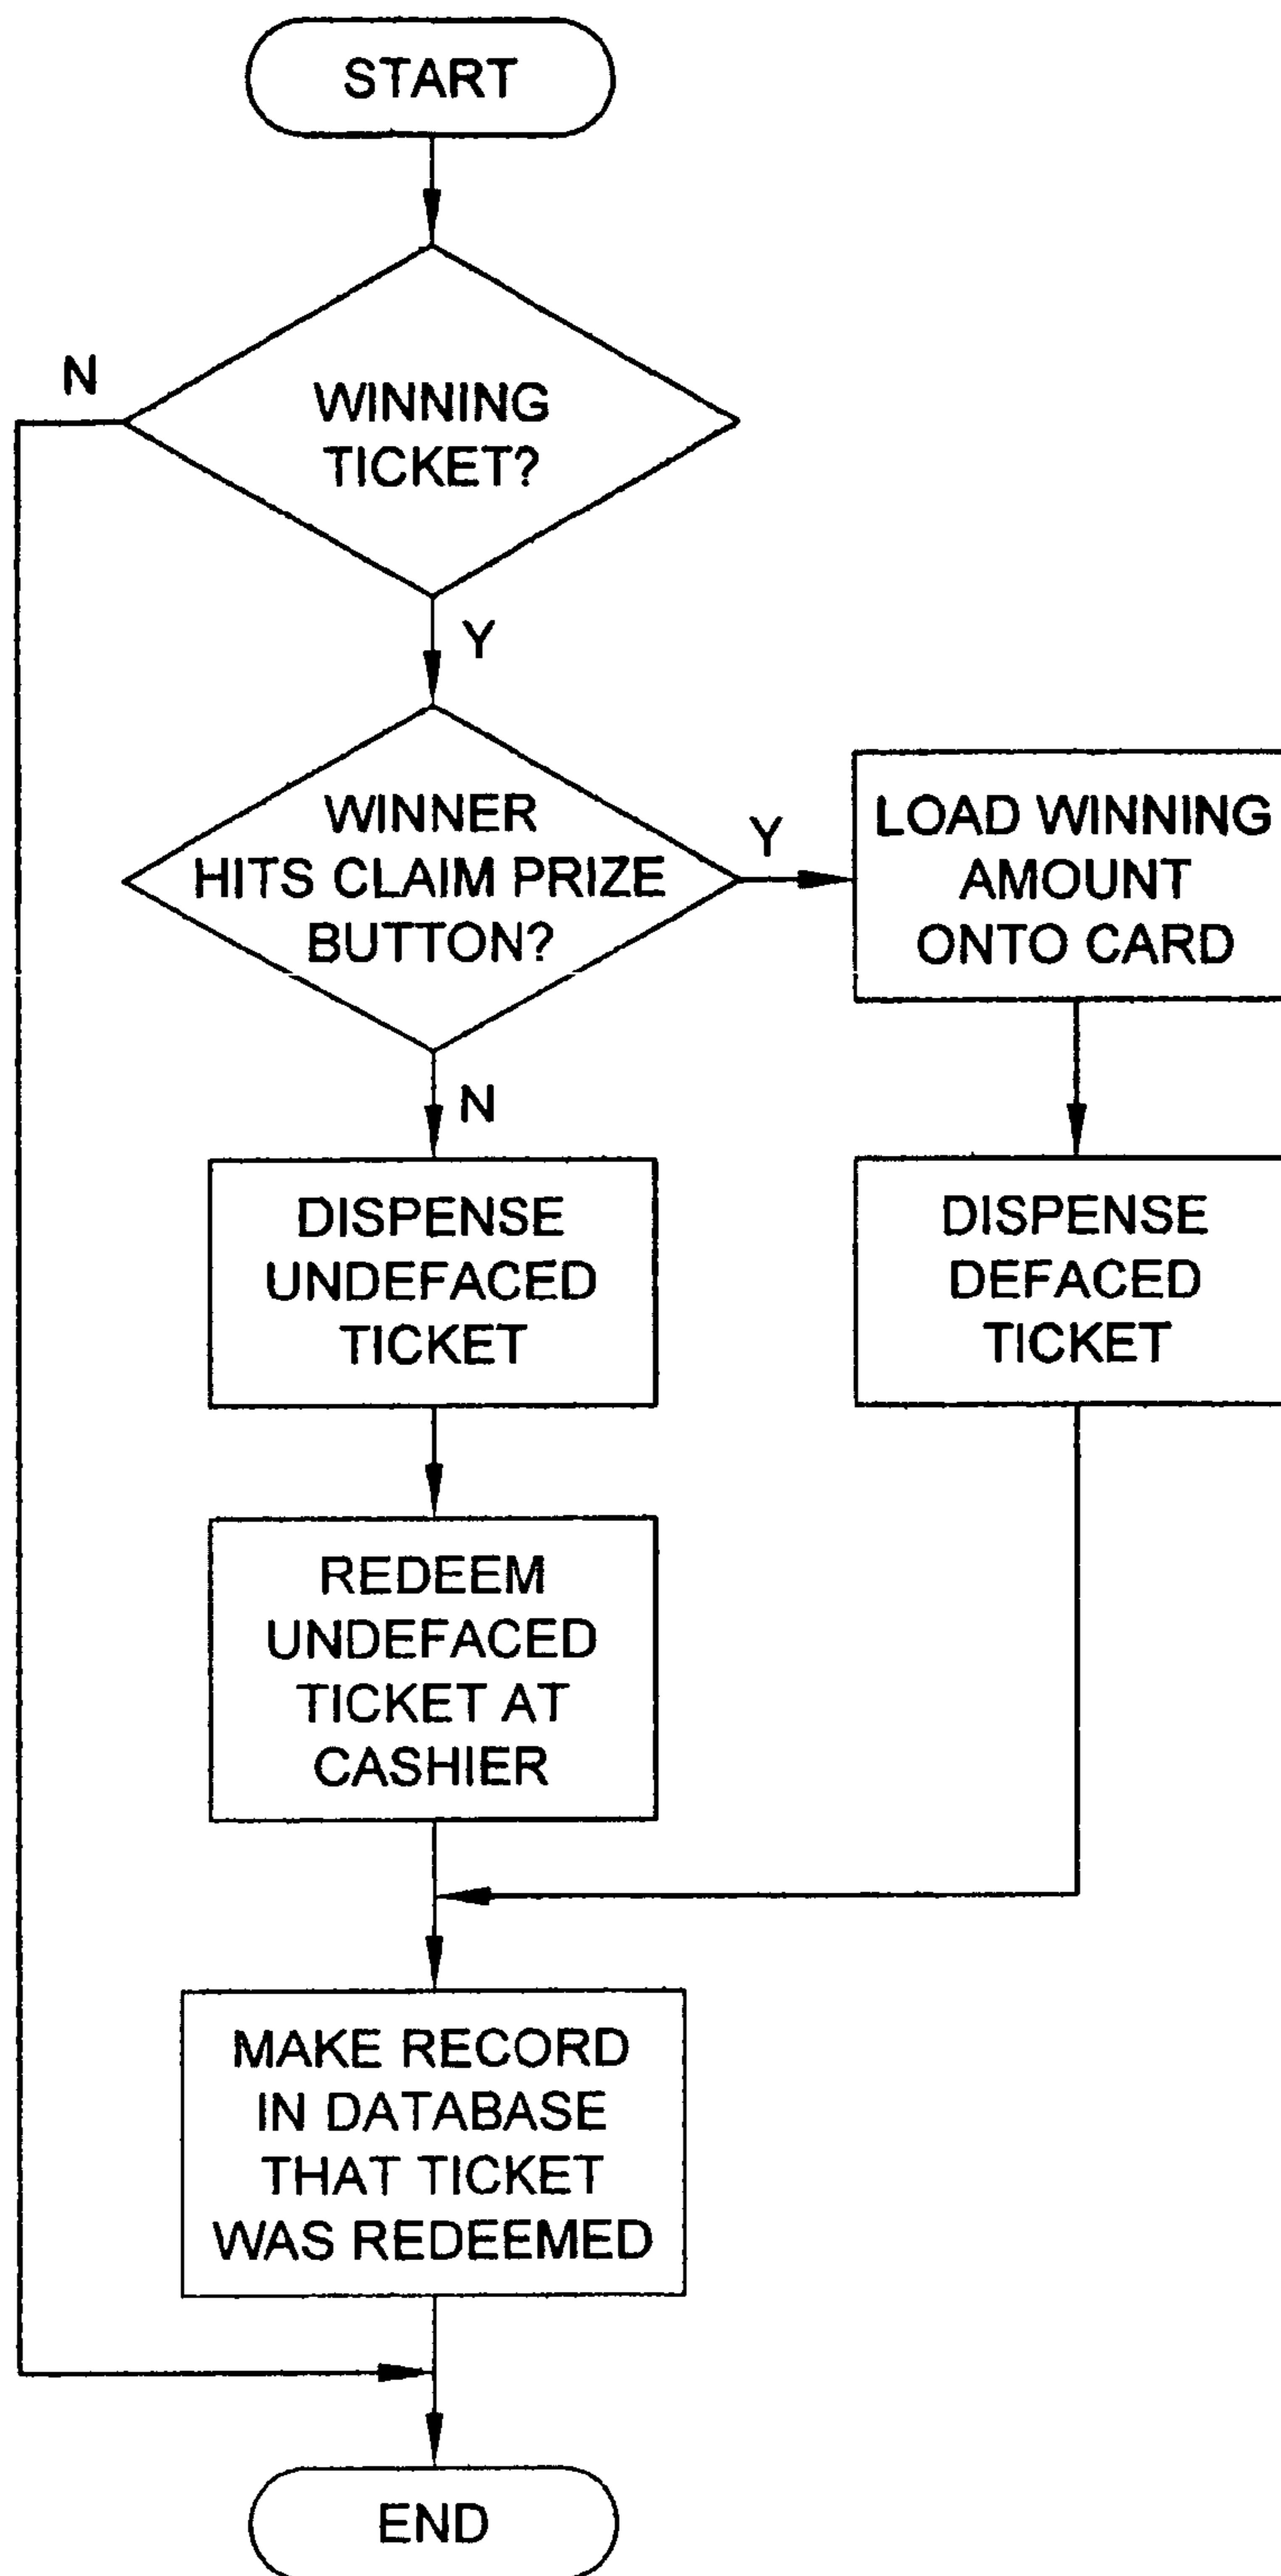 START
N
WINNING
TICKET?
Y
WINNER
HITS CLAIM PRIZE
BUTTON?
Y
LOAD WINNING
AMOUNT
ONTO CARD
N
DISPENSE
UNDEFACED
TICKET
DISPENSE
DEFACED
TICKET
REDEEM
UNDEFACED
TICKET AT
CASHIER
MAKE RECORD
IN DATABASE
THAT TICKET
WAS REDEEMED
END